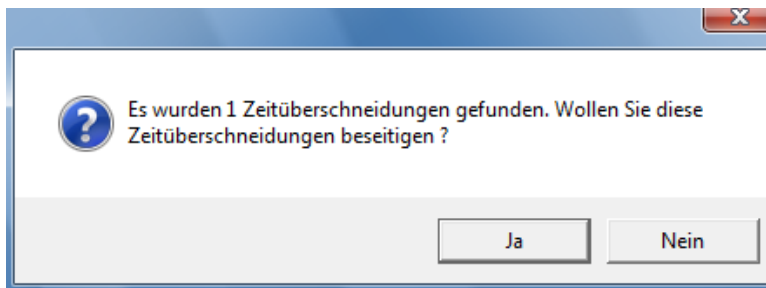 Es wurden 1 Zeitüberschneidungen gefunden. Wollen Sie diese
Zeitüberschneidungen beseitigen ?
Ja
Nein